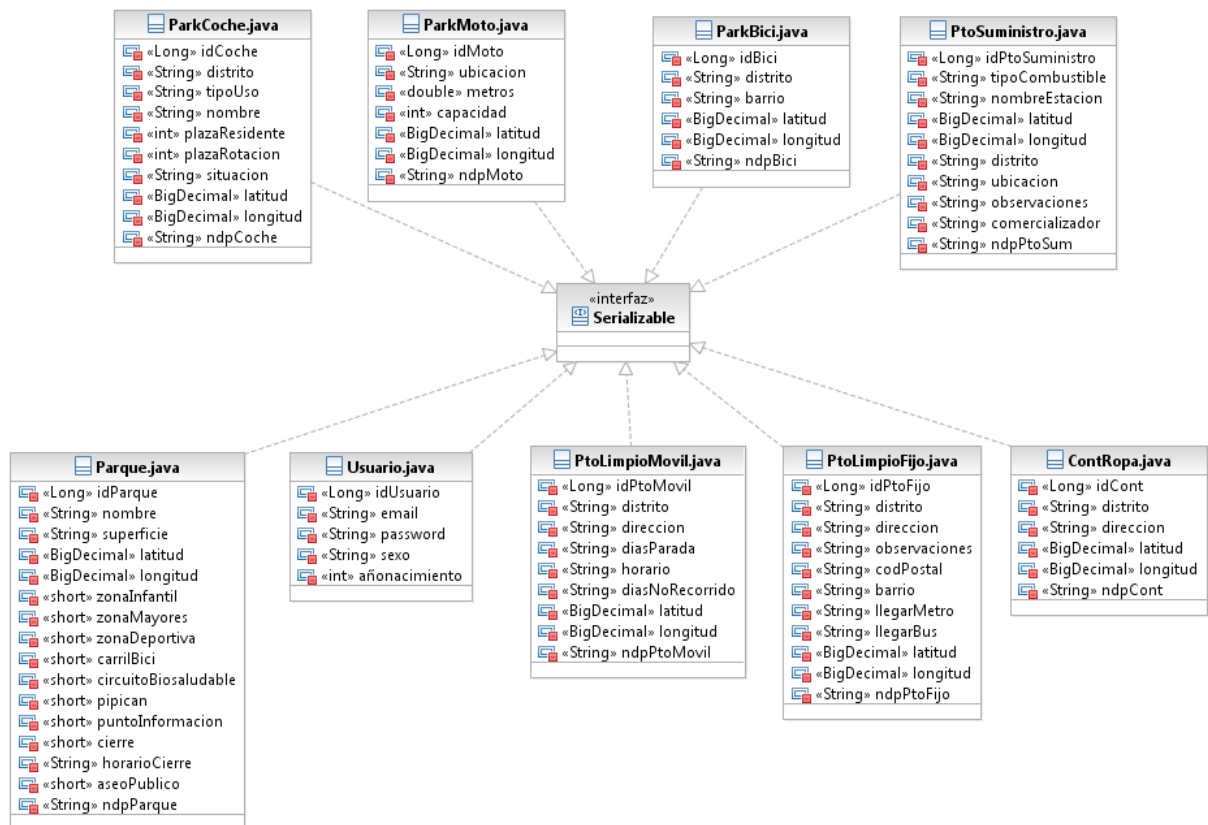 ParkCoche.java
«Long» idCoche
«String» distrito
«String» tipoUso
«String» nombre
«int» plazaResidente
«int» plazaRotacion
«String» situacion
«BigDecimal» latitud
«BigDecimal» longitud
«String» ndpCoche
ParkMoto.java
«Long» idMoto
«String» ubicacion
«double» metros
«int» capacidad
«BigDecimal» latitud
«BigDecimal» longitud
«String» ndpMoto
ParkBici.java
«Long» idBici
«String» distrito
«String» barrio
«BigDecimal» latitud
«BigDecimal» longitud
«String» ndpBici
PtoSuministro.java
«Long» idPtoSuministro
«String» tipoCombustible
«String» nombreEstacion
«BigDecimal» latitud
«BigDecimal» longitud
«String» distrito
«String» ubicacion
«String» observaciones
«String» comercializador
«String» ndpPtoSum
«interfaz»
Serializable
Parque.java
«Long» idParque
«String» nombre
«String» superficie
«BigDecimal» latitud
«BigDecimal» longitud
«short» zonaInfantil
«short» zonaMayores
«short» zonaDeportiva
«short» carrilBici
«short» circuitoBiosaludable
«short» pipican
«short» puntoInformacion
«short» cierre
«String» horarioCierre
«short» aseoPublico
«String» ndpParque
Usuario.java
«Long» idUsuario
«String» email
«String» password
«String» sexo
«int» añonacimiento
PtoLimpioMovil.java
«Long» idPtoMovil
«String» distrito
«String» direccion
«String» diasParada
«String» horario
«String» diasNoRecorrido
«BigDecimal» latitud
«BigDecimal» longitud
«String» ndpPtoMovil
PtoLimpioFijo.java
«Long» idPtoFijo
«String» distrito
«String» direccion
«String» observaciones
«String» codPostal
«String» barrio
«String» llegarMetro
«String» llegarBus
«BigDecimal» latitud
«BigDecimal» longitud
«String» ndpPtoFijo
ContRopa.java
«Long» idCont
«String» distrito
«String» direccion
«BigDecimal» latitud
«BigDecimal» longitud
«String» ndpCont